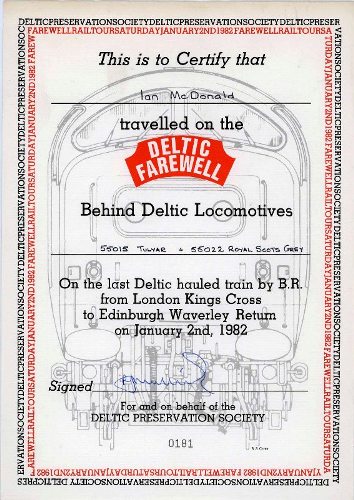 DELTICPRESERVATIONSOCIETYDELTICPRESERVATIONSOCIETYDELTICPRESER
FAREWELLRAILTOURSATURDAYJANUARY2ND1982FAREWELLRAILTOURSATUR
This is to Certify that
Ian McDonald
travelled on the
DELTIC
FAREWELL
Behind Deltic Locomotives
55015 TULYAR & 55022 ROYAL SCOTS GREY
On the last Deltic hauled train by B.R.
from London Kings Cross
to Edinburgh Waverley Return
on January 2nd, 1982
Signed
For and on behalf of the
DELTIC PRESERVATION SOCIETY
0181